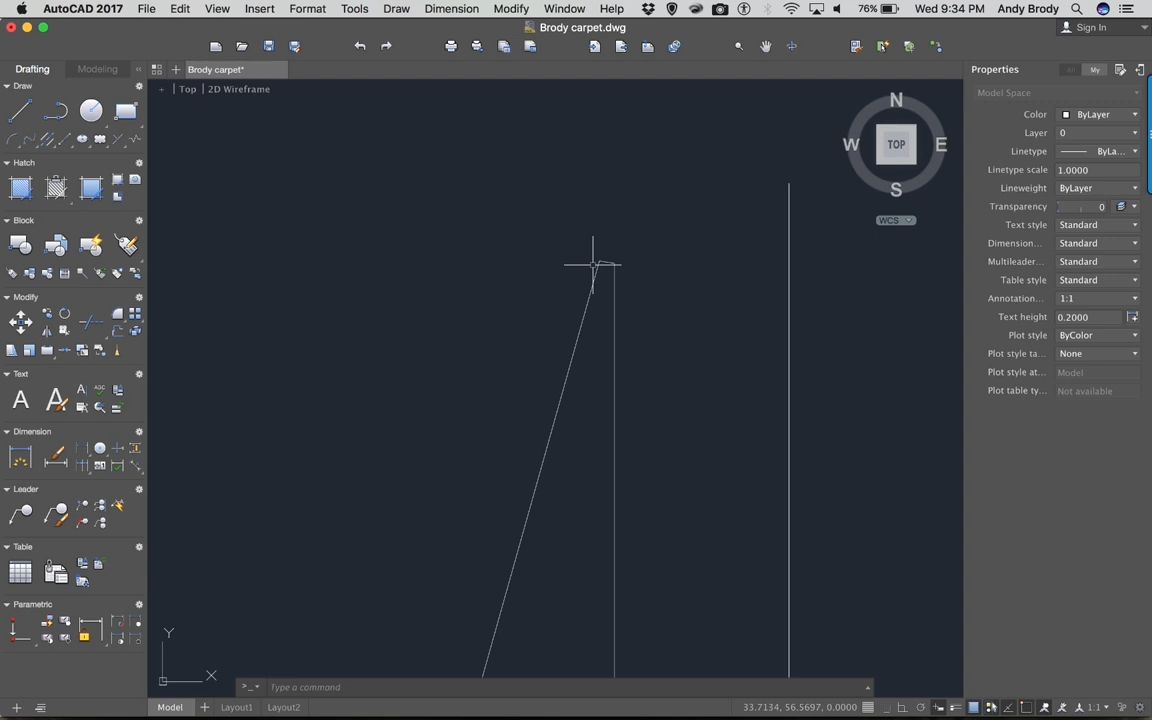 AutoCAD 2017 File Edit View Insert Format Tools Draw Dimension Modify Window Help 76% Wed 9:34 PM Andy Brody
Brody carpet.dwg
Sign In
Drafting Modeling « Brody carpet*
Properties All My
Draw
+ | Top | 2D Wireframe
Model Space
N
W TOP E
S
WCS
Color ByLayer
Layer 0
Linetype ByLa...
Linetype scale 1.0000
Lineweight ByLayer
Transparency 0
Text style Standard
Dimension... Standard
Multileader... Standard
Table style Standard
Annotation... 1:1
Text height 0.2000
Plot style ByColor
Plot style ta... None
Plot style at... Model
Plot table ty... Not available
Hatch
Block
Modify
Text
A A
Dimension
Leader
Table
Parametric
Y
X
>_ Type a command
Model + Layout1 Layout2 33.7134, 56.5697, 0.0000 1:1